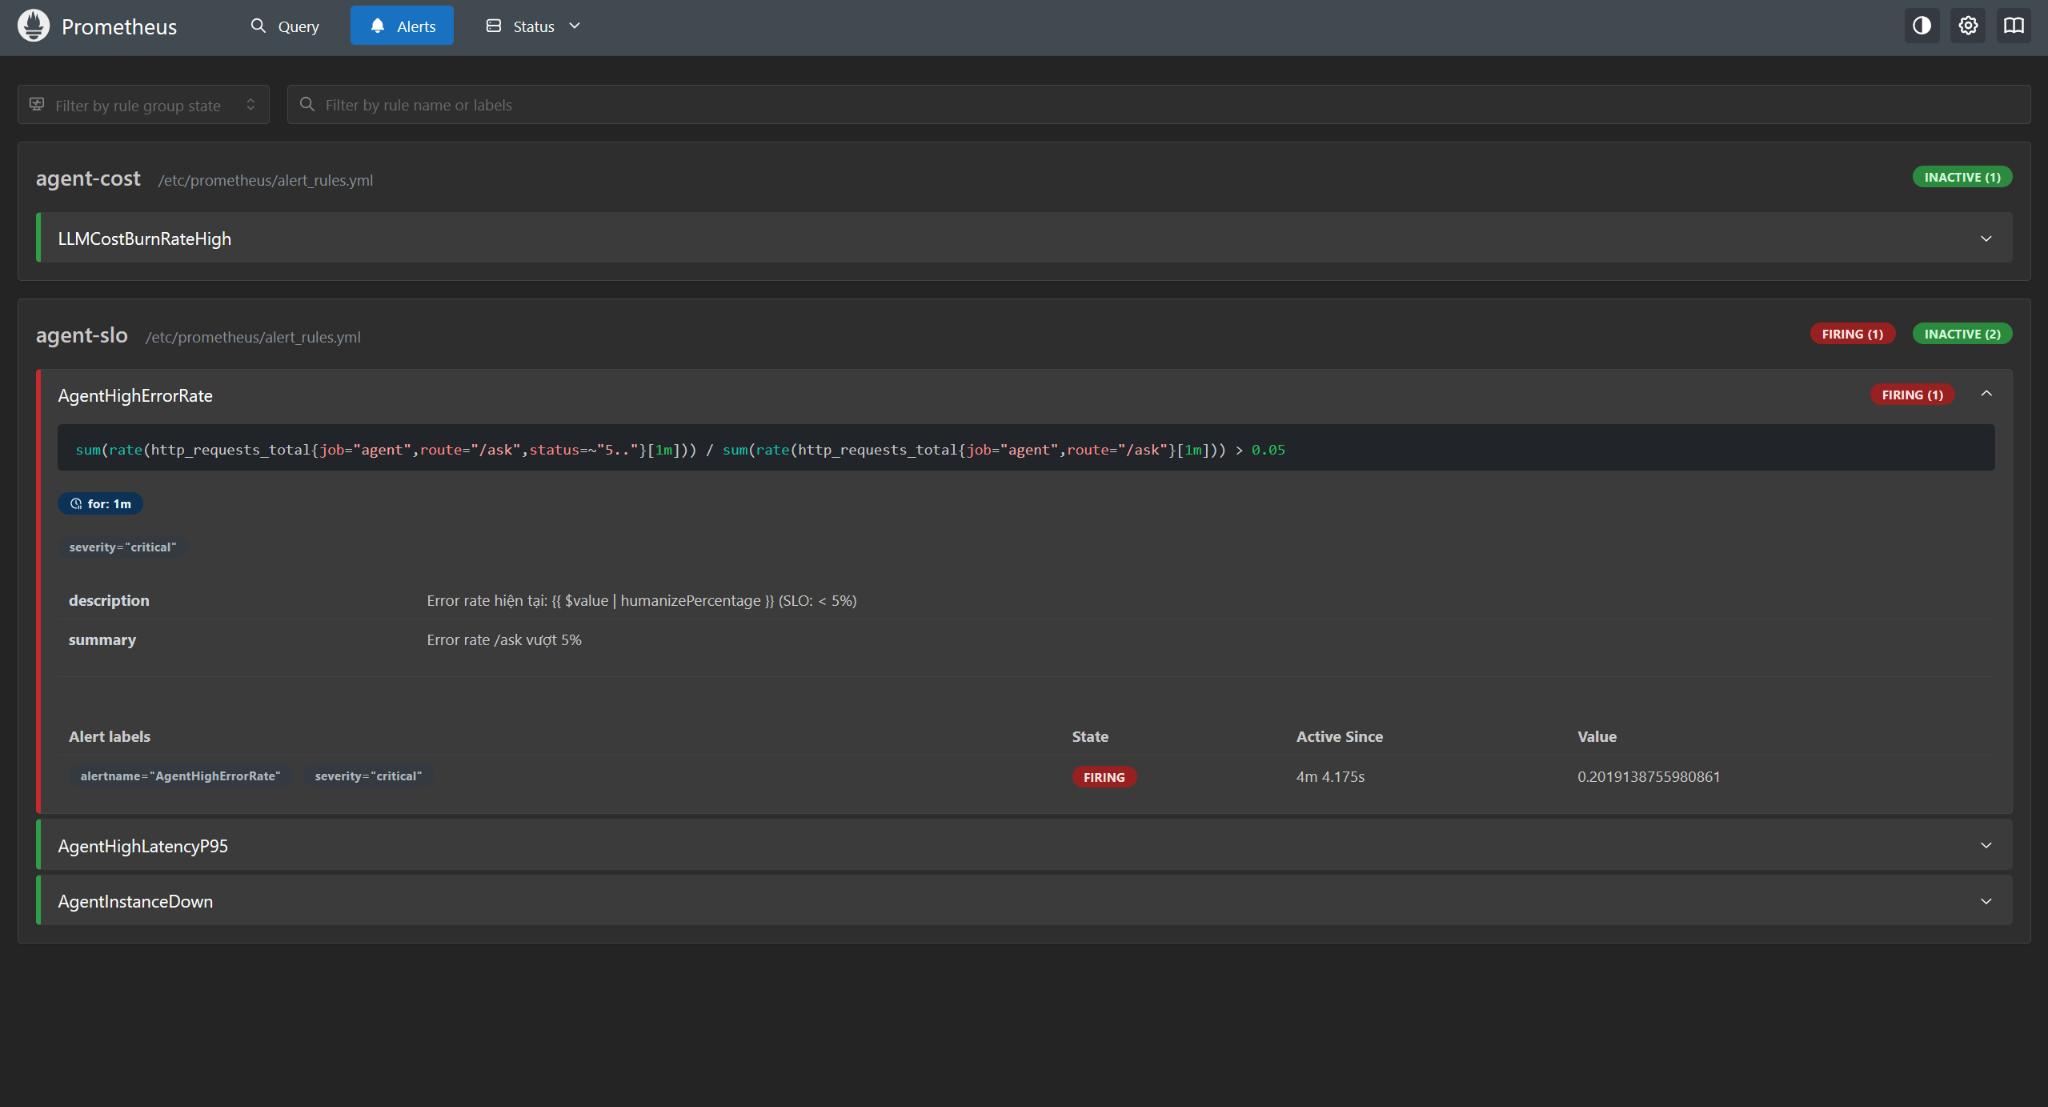 Prometheus
Query
Alerts
Status
Filter by rule group state
Filter by rule name or labels
agent-cost /etc/prometheus/alert_rules.yml
INACTIVE (1)
LLMCostBurnRateHigh
agent-slo /etc/prometheus/alert_rules.yml
FIRING (1) INACTIVE (2)
AgentHighErrorRate
FIRING (1)
sum(rate(http_requests_total{job="agent",route="/ask",status=~"5.."}[1m])) / sum(rate(http_requests_total{job="agent",route="/ask"}[1m])) > 0.05
for: 1m
severity="critical"
description Error rate hiện tại: {{ $value | humanizePercentage }} (SLO: < 5%)
summary Error rate /ask vượt 5%
Alert labels State Active Since Value
alertname="AgentHighErrorRate" severity="critical" FIRING 4m 4.175s 0.2019138755980861
AgentHighLatencyP95
AgentInstanceDown